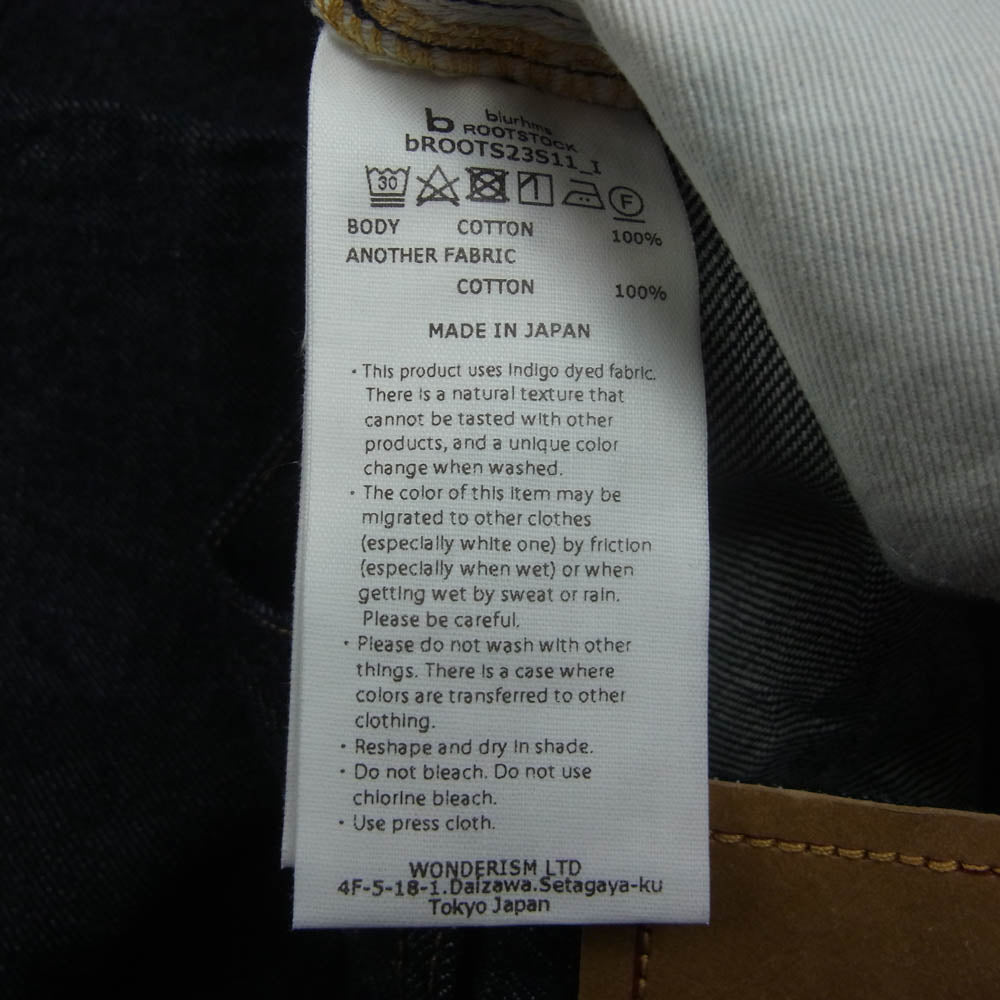 b blurhms
ROOTSTOCK
bROOTS23S11_I
30 F
BODY COTTON 100%
ANOTHER FABRIC
COTTON 100%
MADE IN JAPAN
・This product uses indigo dyed fabric.
There is a natural texture that
cannot be tasted with other
products, and a unique color
change when washed.
・The color of this item may be
migrated to other clothes
(especially white one) by friction
(especially when wet) or when
getting wet by sweat or rain.
Please be careful.
・Please do not wash with other
things. There is a case where
colors are transferred to other
clothing.
・Reshape and dry in shade.
・Do not bleach. Do not use
chlorine bleach.
・Use press cloth.
WONDERISM LTD
4F-5-18-1.Daizawa.Setagaya-ku
Tokyo Japan